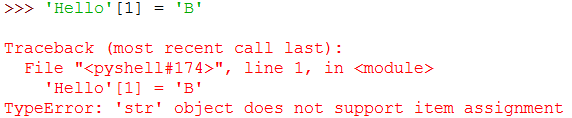 >>> 'Hello'[1] = 'B'
Traceback (most recent call last):
  File "<pyshell#174>", line 1, in <module>
    'Hello'[1] = 'B'
TypeError: 'str' object does not support item assignment